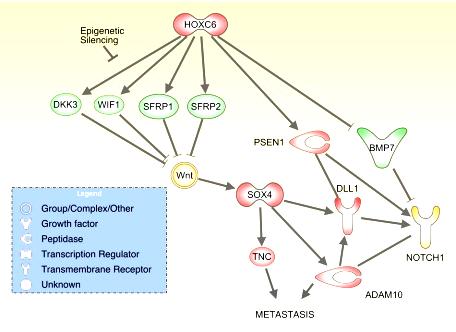 HOXC6
Epigenetic
Silencing
DKK3
WIF1
SFRP1
SFRP2
PSEN1
BMP7
Wnt
DLL1
SOX4
NOTCH1
TNC
ADAM10
METASTASIS
Legend
Group/Complex/Other
Growth factor
Peptidase
Transcription Regulator
Transmembrane Receptor
Unknown